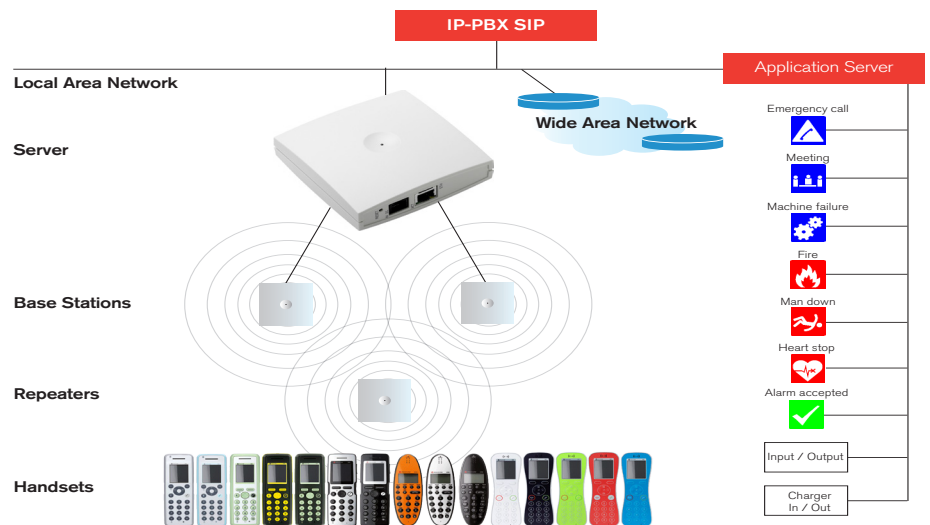 IP-PBX SIP
Application Server
Local Area Network
Wide Area Network
Server
Base Stations
Repeaters
Handsets
Emergency call
Meeting
Machine failure
Fire
Man down
Heart stop
Alarm accepted
Input / Output
Charger
In / Out